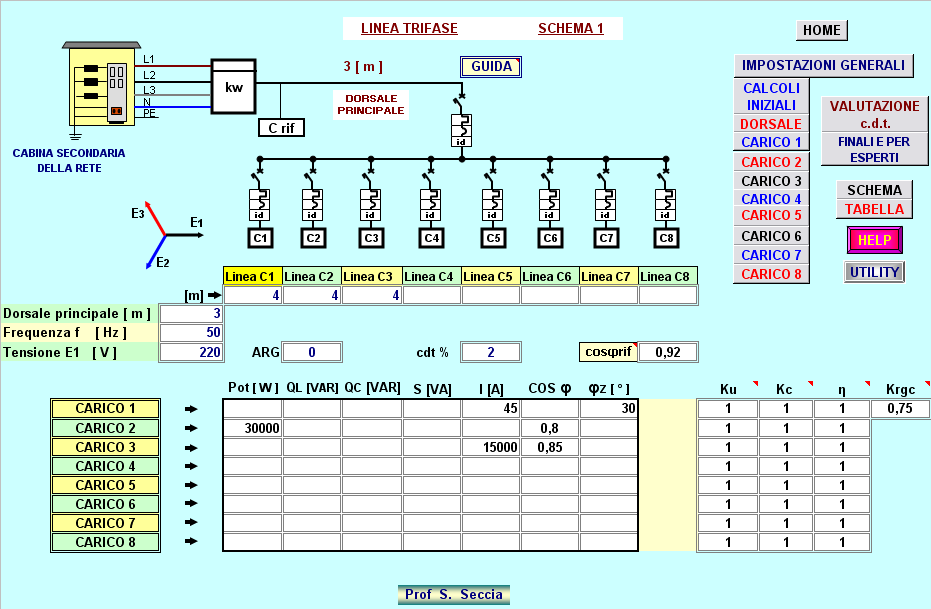 LINEA TRIFASE SCHEMA 1
HOME
L1
L2
L3
N
PE
kw
3 [ m ]
GUIDA
DORSALE
PRINCIPALE
C rif
id
CABINA SECONDARIA
DELLA RETE
IMPOSTAZIONI GENERALI
CALCOLI
INIZIALI
DORSALE
CARICO 1
CARICO 2
CARICO 3
CARICO 4
CARICO 5
CARICO 6
CARICO 7
CARICO 8
VALUTAZIONE
c.d.t.
FINALI E PER
ESPERTI
SCHEMA
TABELLA
HELP
UTILITY
id id id id id id id id
C1 C2 C3 C4 C5 C6 C7 C8
E3
E1
E2
Linea C1 Linea C2 Linea C3 Linea C4 Linea C5 Linea C6 Linea C7 Linea C8
[m] 4 4 4
Dorsale principale [ m ] 3
Frequenza f [ Hz ] 50
Tensione E1 [ V ] 220
ARG 0 cdt % 2 cosφrif 0,92
Pot [ W ] QL [VAR] QC [VAR] S [VA] I [A] COS φ φz [ ° ] Ku Kc η Krgc
CARICO 1 45 30 1 1 1 0,75
CARICO 2 30000 0,8 1 1 1
CARICO 3 15000 0,85 1 1 1
CARICO 4 1 1 1
CARICO 5 1 1 1
CARICO 6 1 1 1
CARICO 7 1 1 1
CARICO 8 1 1 1
Prof S. Seccia